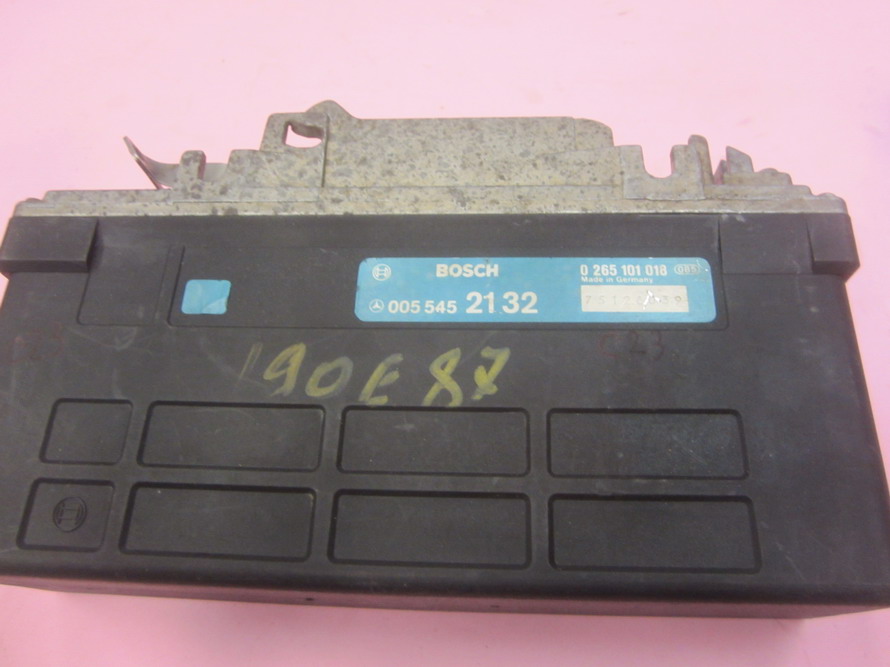 BOSCH
0 265 101 018
Made in Germany
005 545 21 32
190E 87